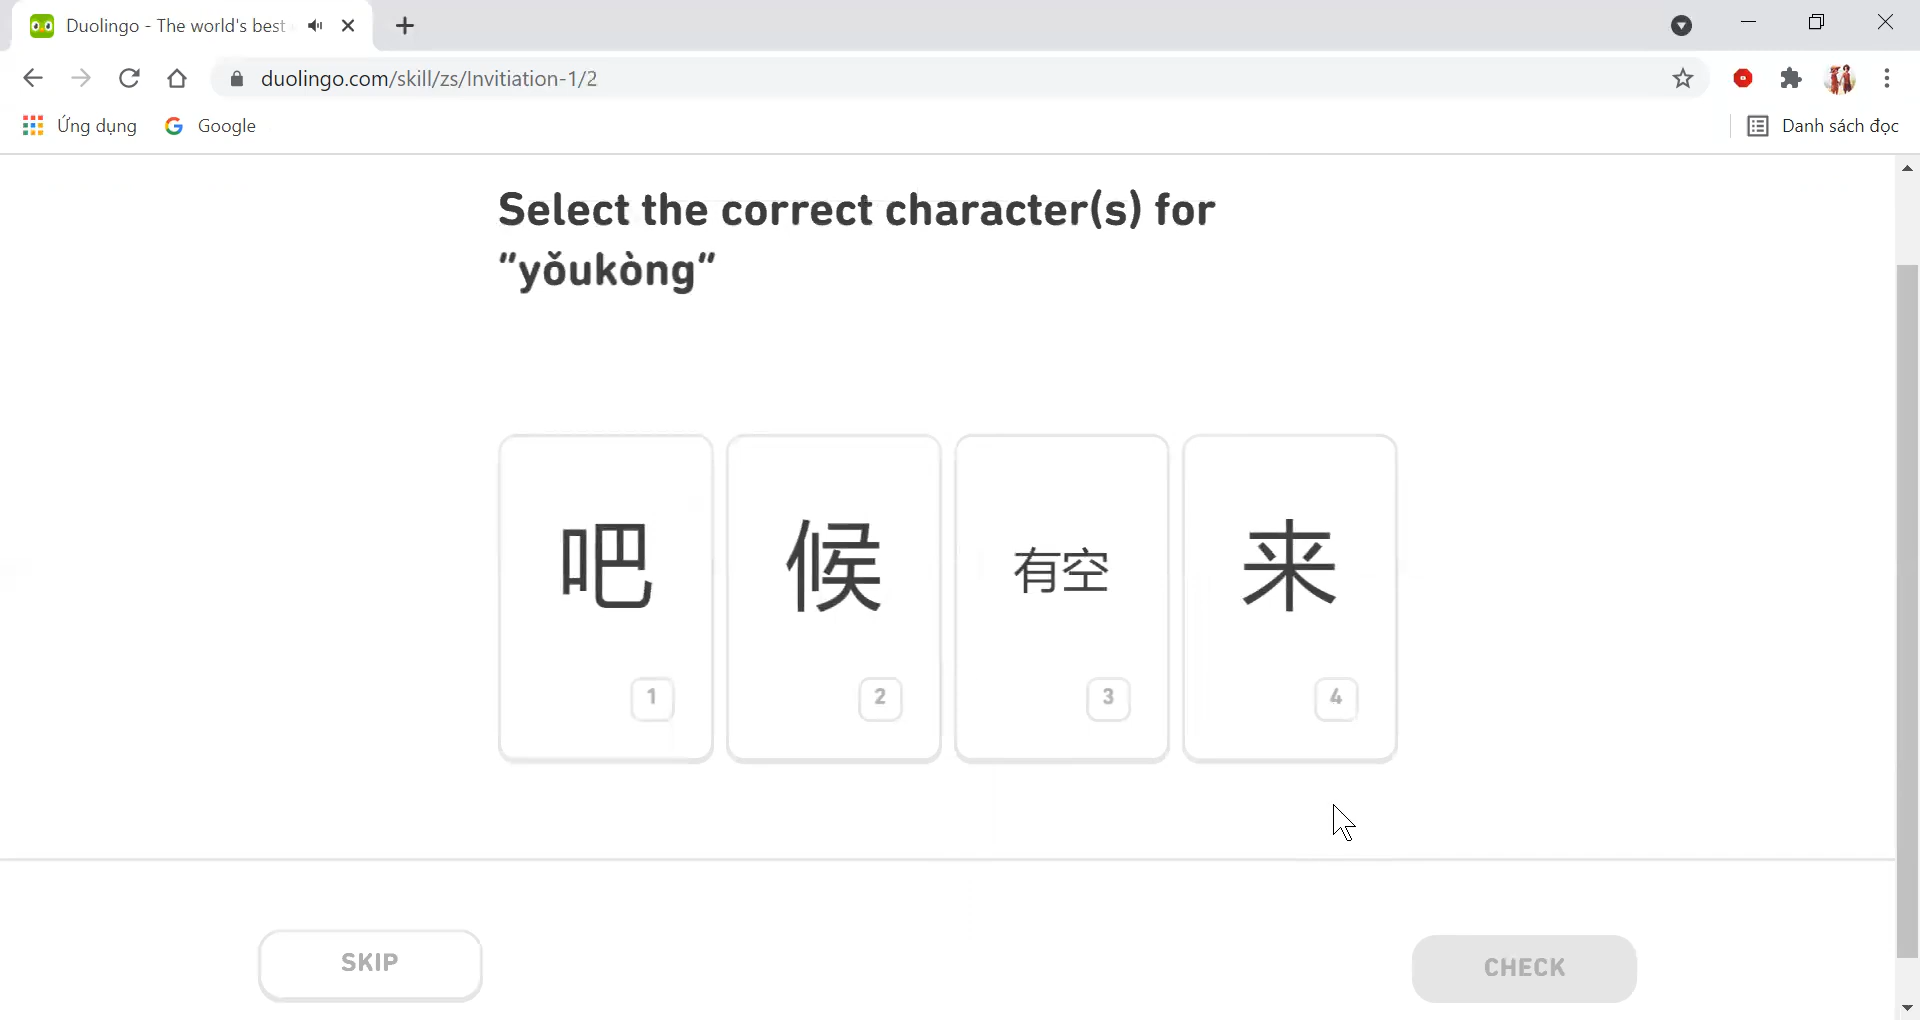 Duolingo - The world's best
duolingo.com/skill/zs/Invitiation-1/2
Ứng dụng
Google
Danh sách đọc
Select the correct character(s) for
"yǒukòng"
吧
候
有空
来
1
2
3
4
SKIP
CHECK